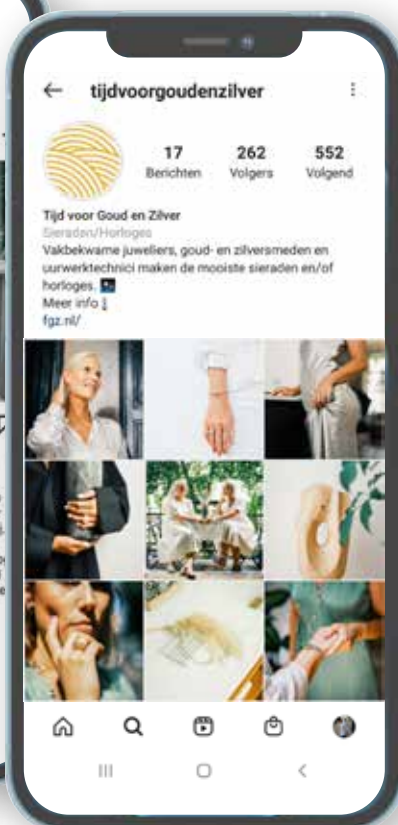 tijdvoorgoudenzilver
17
Berichten
262
Volgers
552
Volgend
Tijd voor Goud en Zilver
Sieraden/Horloges
Vakbekwame juweliers, goud- en zilversmeden en
uurwerktechnici maken de mooiste sieraden en/of
horloges.
Meer info
fgz.nl/